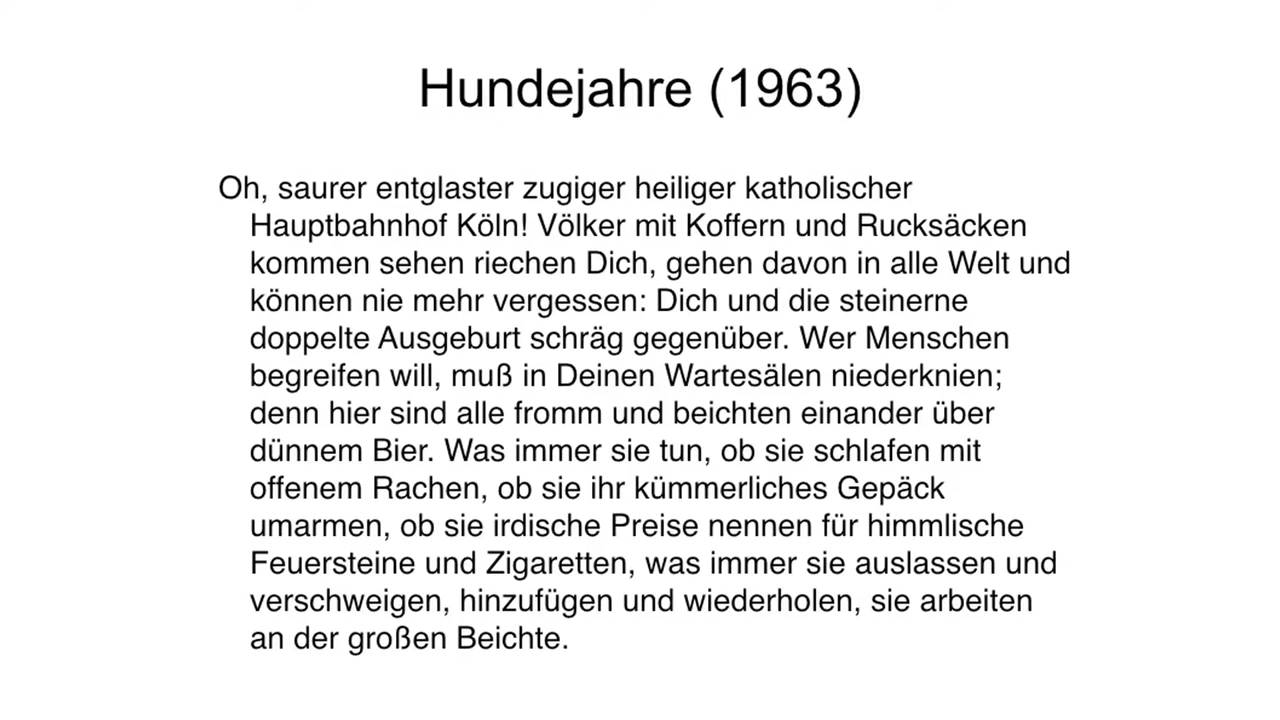 Hundejahre (1963)
Oh, saurer entglaster zugiger heiliger katholischer
Hauptbahnhof Köln! Völker mit Koffern und Rucksäcken
kommen sehen riechen Dich, gehen davon in alle Welt und
können nie mehr vergessen: Dich und die steinerne
doppelte Ausgeburt schräg gegenüber. Wer Menschen
begreifen will, muß in Deinen Wartesälen niederknien;
denn hier sind alle fromm und beichten einander über
dünnem Bier. Was immer sie tun, ob sie schlafen mit
offenem Rachen, ob sie ihr kümmerliches Gepäck
umarmen, ob sie irdische Preise nennen für himmlische
Feuersteine und Zigaretten, was immer sie auslassen und
verschweigen, hinzufügen und wiederholen, sie arbeiten
an der großen Beichte.